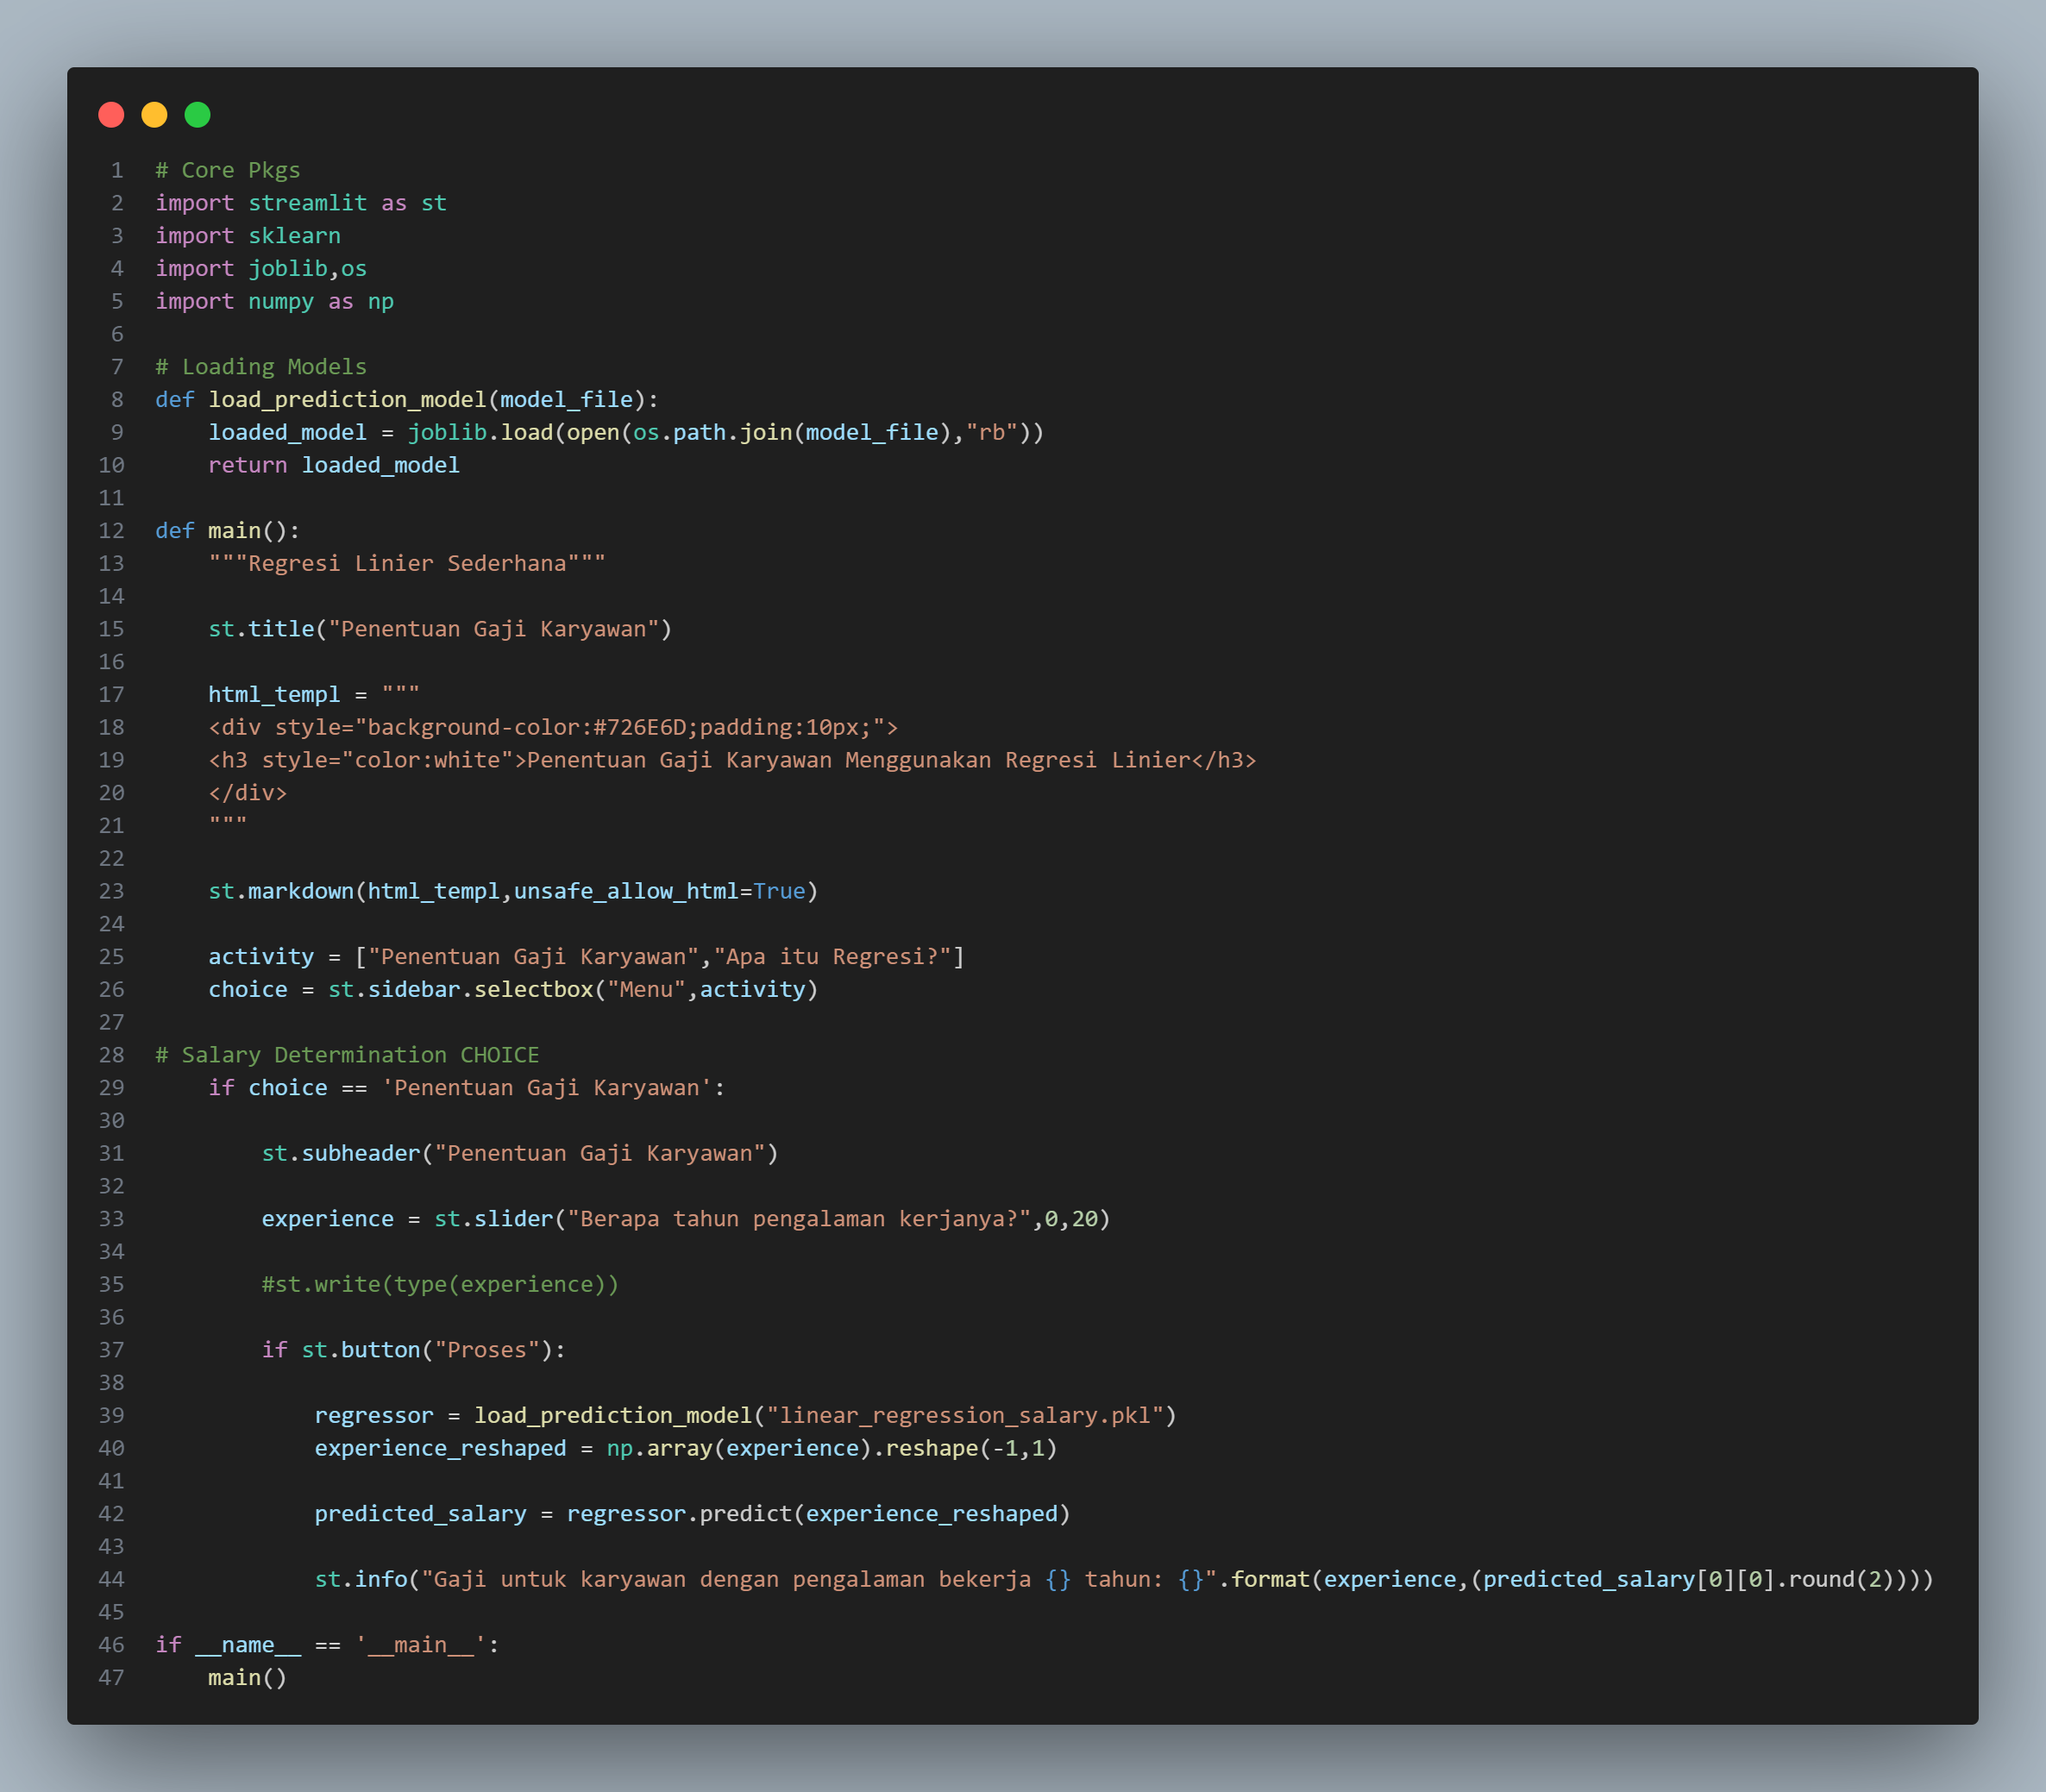 1 # Core Pkgs
2 import streamlit as st
3 import sklearn
4 import joblib,os
5 import numpy as np
6
7 # Loading Models
8 def load_prediction_model(model_file):
9     loaded_model = joblib.load(open(os.path.join(model_file),"rb"))
10     return loaded_model
11
12 def main():
13     """Regresi Linier Sederhana"""
14
15     st.title("Penentuan Gaji Karyawan")
16
17     html_templ = """
18     <div style="background-color:#726E6D;padding:10px;">
19     <h3 style="color:white">Penentuan Gaji Karyawan Menggunakan Regresi Linier</h3>
20     </div>
21     """
22
23     st.markdown(html_templ,unsafe_allow_html=True)
24
25     activity = ["Penentuan Gaji Karyawan","Apa itu Regresi?"]
26     choice = st.sidebar.selectbox("Menu",activity)
27
28 # Salary Determination CHOICE
29     if choice == 'Penentuan Gaji Karyawan':
30
31         st.subheader("Penentuan Gaji Karyawan")
32
33         experience = st.slider("Berapa tahun pengalaman kerjanya?",0,20)
34
35         #st.write(type(experience))
36
37         if st.button("Proses"):
38
39             regressor = load_prediction_model("linear_regression_salary.pkl")
40             experience_reshaped = np.array(experience).reshape(-1,1)
41
42             predicted_salary = regressor.predict(experience_reshaped)
43
44             st.info("Gaji untuk karyawan dengan pengalaman bekerja {} tahun: {}".format(experience,(predicted_salary[0][0].round(2))))
45
46 if __name__ == '__main__':
47     main()